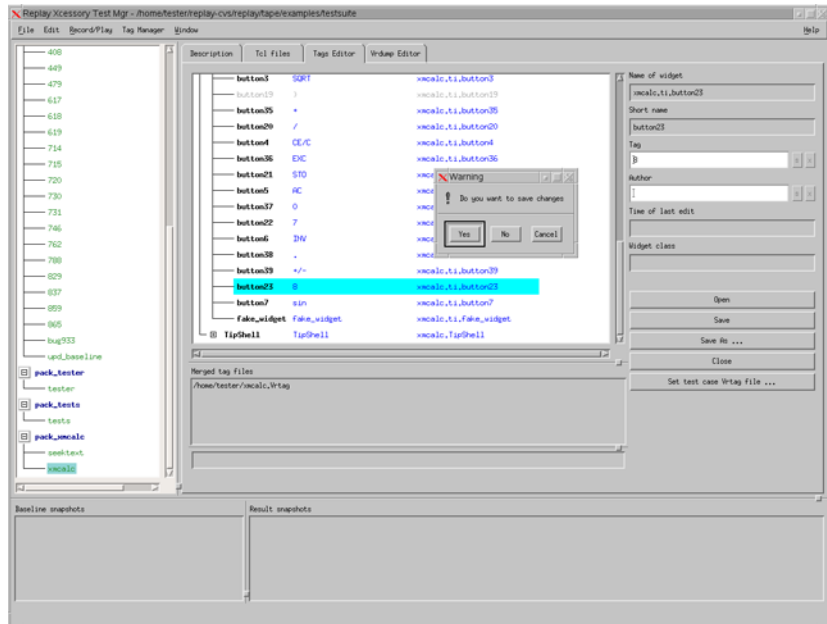 Replay Xcessory Test Mgr - /home/tester/replay-cvs/replay/tape/examples/testsuite
File Edit Record/Play Tag Manager Window Help
408
449
479
617
618
619
714
715
720
730
731
746
762
788
829
837
859
865
bug933
upd_baseline
pack_tester
tester
pack_tests
tests
pack_xmcalc
seektext
xmcalc
Description Tcl files Tags Editor Vrdump Editor
button3 SQRT xmcalc.ti.button3
button19 ) xmcalc.ti.button19
button35 + xmcalc.ti.button35
button20 / xmcalc.ti.button20
button4 CE/C xmcalc.ti.button4
button36 EXC xmcalc.ti.button36
button21 STO xmca
button5 AC xmca
button37 0 xmca
button22 7 xmca
button6 INV xmca
button38 . xmca
button39 +/- xmcalc.ti.button39
button23 8 xmcalc.ti.button23
button7 sin xmcalc.ti.button7
fake_widget fake_widget xmcalc.ti.fake_widget
TipShell TipShell xmcalc.TipShell
Warning
! Do you want to save changes
Yes No Cancel
Merged tag files
/home/tester/xmcalc.Vrtag
Name of widget
xmcalc.ti.button23
Short name
button23
Tag
8
Author
Time of last edit
Widget class
Open
Save
Save As ...
Close
Set test case Vrtag file ...
Baseline snapshots
Result snapshots